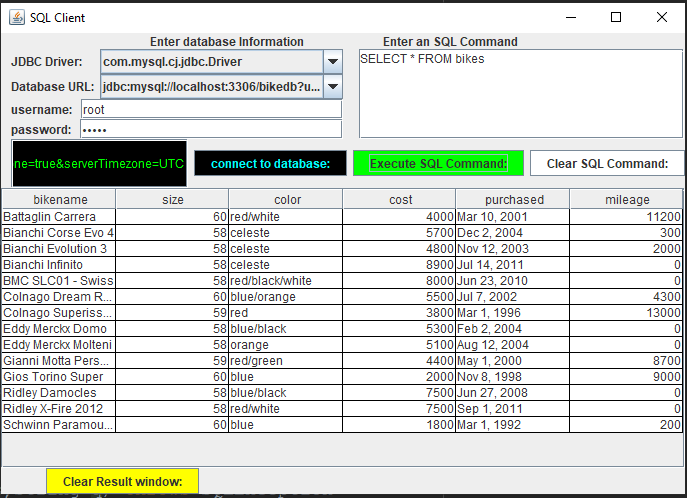 SQL Client
Enter database Information
Enter an SQL Command
JDBC Driver: com.mysql.cj.jdbc.Driver
SELECT * FROM bikes
Database URL: jdbc:mysql://localhost:3306/bikedb?u...
username: root
password: •••••
ne=true&serverTimezone=UTC connect to database: Execute SQL Command: Clear SQL Command:
bikename size color cost purchased mileage
Battaglin Carrera 60 red/white 4000 Mar 10, 2001 11200
Bianchi Corse Evo 4 58 celeste 5700 Dec 2, 2004 300
Bianchi Evolution 3 58 celeste 4800 Nov 12, 2003 2000
Bianchi Infinito 58 celeste 8900 Jul 14, 2011 0
BMC SLC01 - Swiss 58 red/black/white 8000 Jun 23, 2010 0
Colnago Dream R... 60 blue/orange 5500 Jul 7, 2002 4300
Colnago Superiss... 59 red 3800 Mar 1, 1996 13000
Eddy Merckx Domo 58 blue/black 5300 Feb 2, 2004 0
Eddy Merckx Molteni 58 orange 5100 Aug 12, 2004 0
Gianni Motta Pers... 59 red/green 4400 May 1, 2000 8700
Gios Torino Super 60 blue 2000 Nov 8, 1998 9000
Ridley Damocles 58 blue/black 7500 Jun 27, 2008 0
Ridley X-Fire 2012 58 red/white 7500 Sep 1, 2011 0
Schwinn Paramou... 60 blue 1800 Mar 1, 1992 200
Clear Result window: